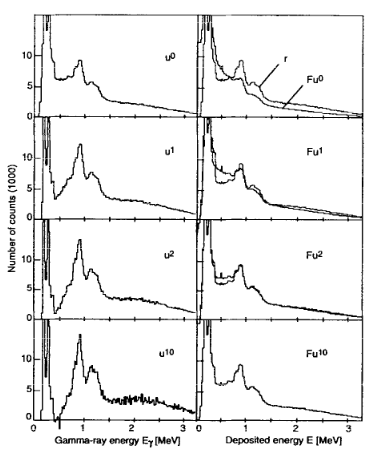 10
5
0
u⁰
r
Fu⁰
10
5
0
u¹
Fu¹
10
5
0
u²
Fu²
10
5
0
u¹⁰
Fu¹⁰
Number of counts (1000)
0 1 2 3 0 1 2 3
Gamma-ray energy Eγ [MeV] Deposited energy E [MeV]